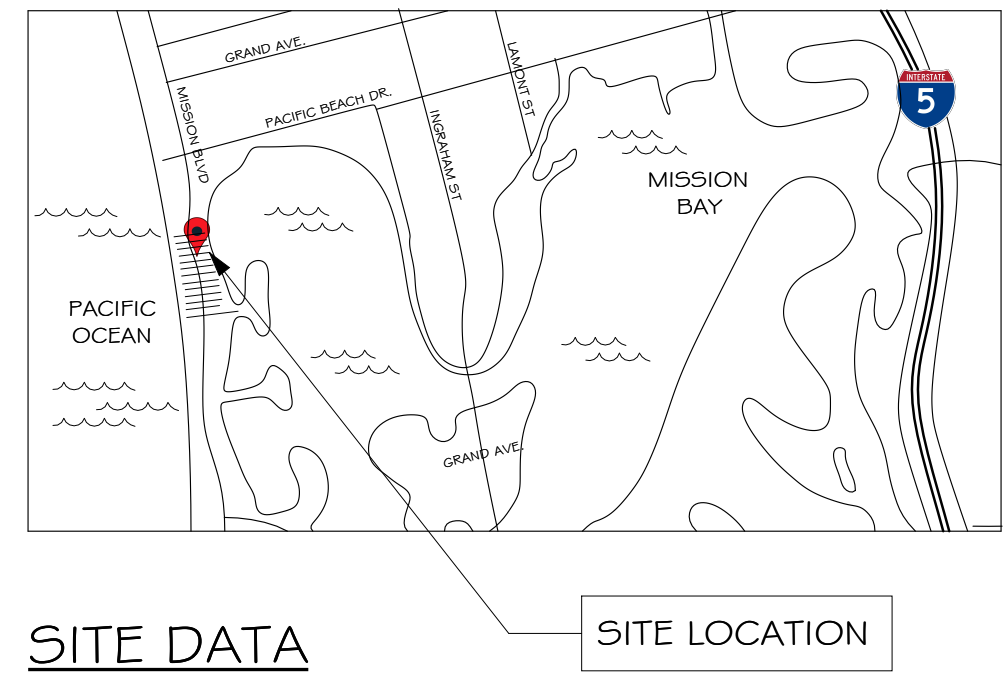 GRAND AVE.
LAMONT ST
INTERSTATE
5
MISSION BLVD
PACIFIC BEACH DR.
INGRAHAM ST
MISSION
BAY
PACIFIC
OCEAN
GRAND AVE.
SITE LOCATION
SITE DATA